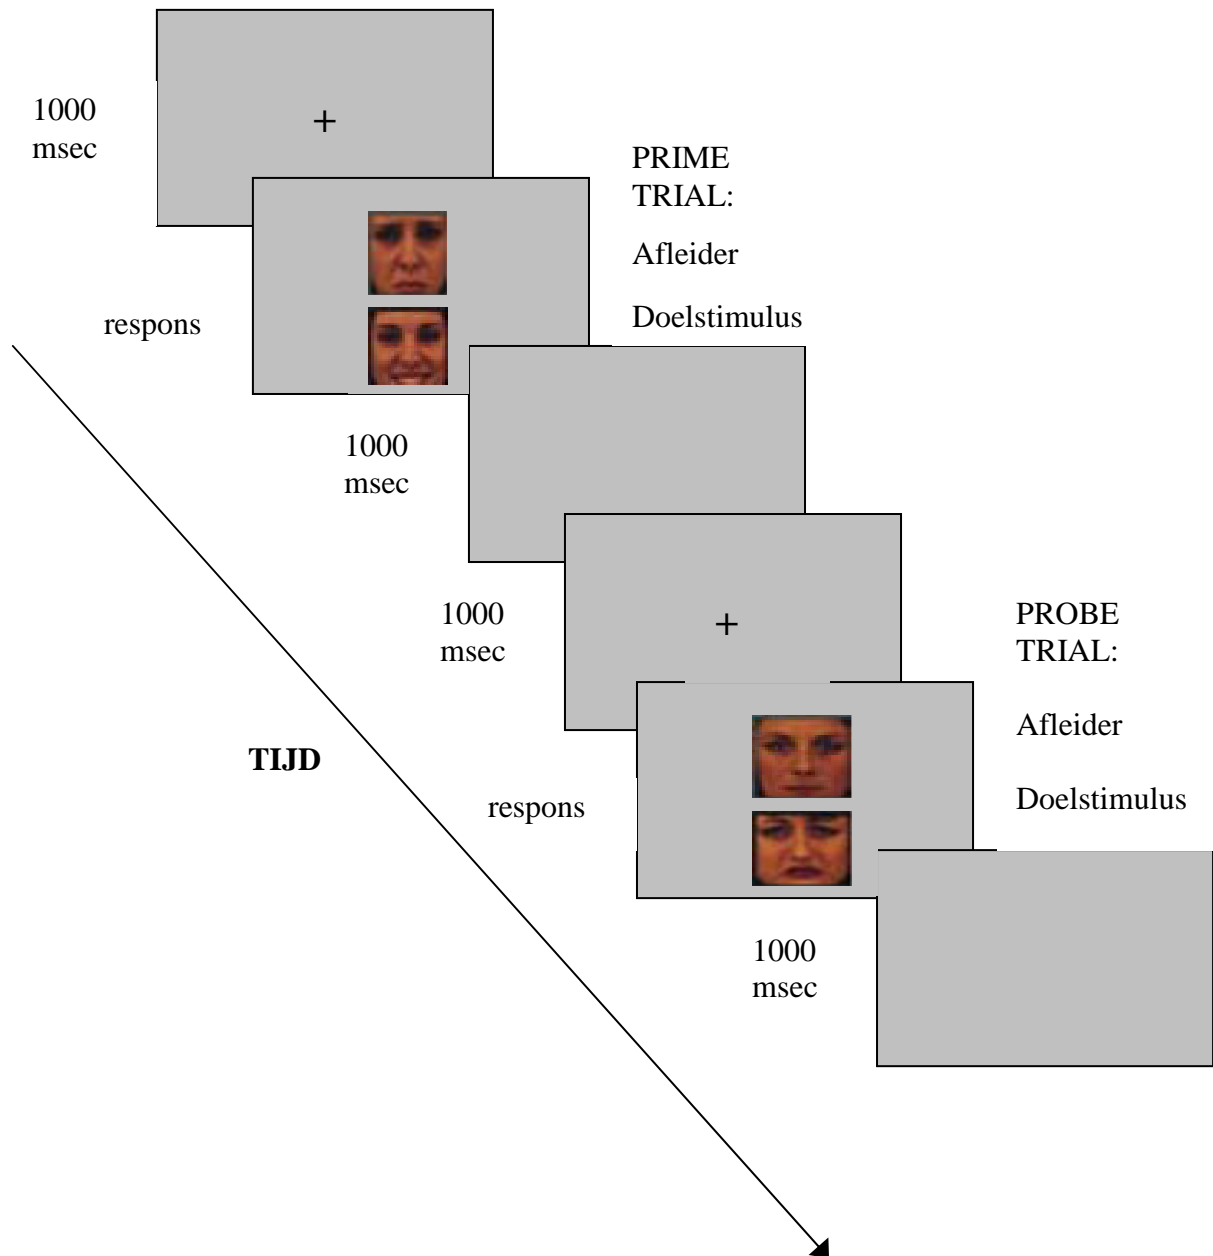 1000
msec
+
PRIME
TRIAL:
Afleider
respons
Doelstimulus
1000
msec
1000
msec
+
PROBE
TRIAL:
Afleider
TIJD
respons
Doelstimulus
1000
msec